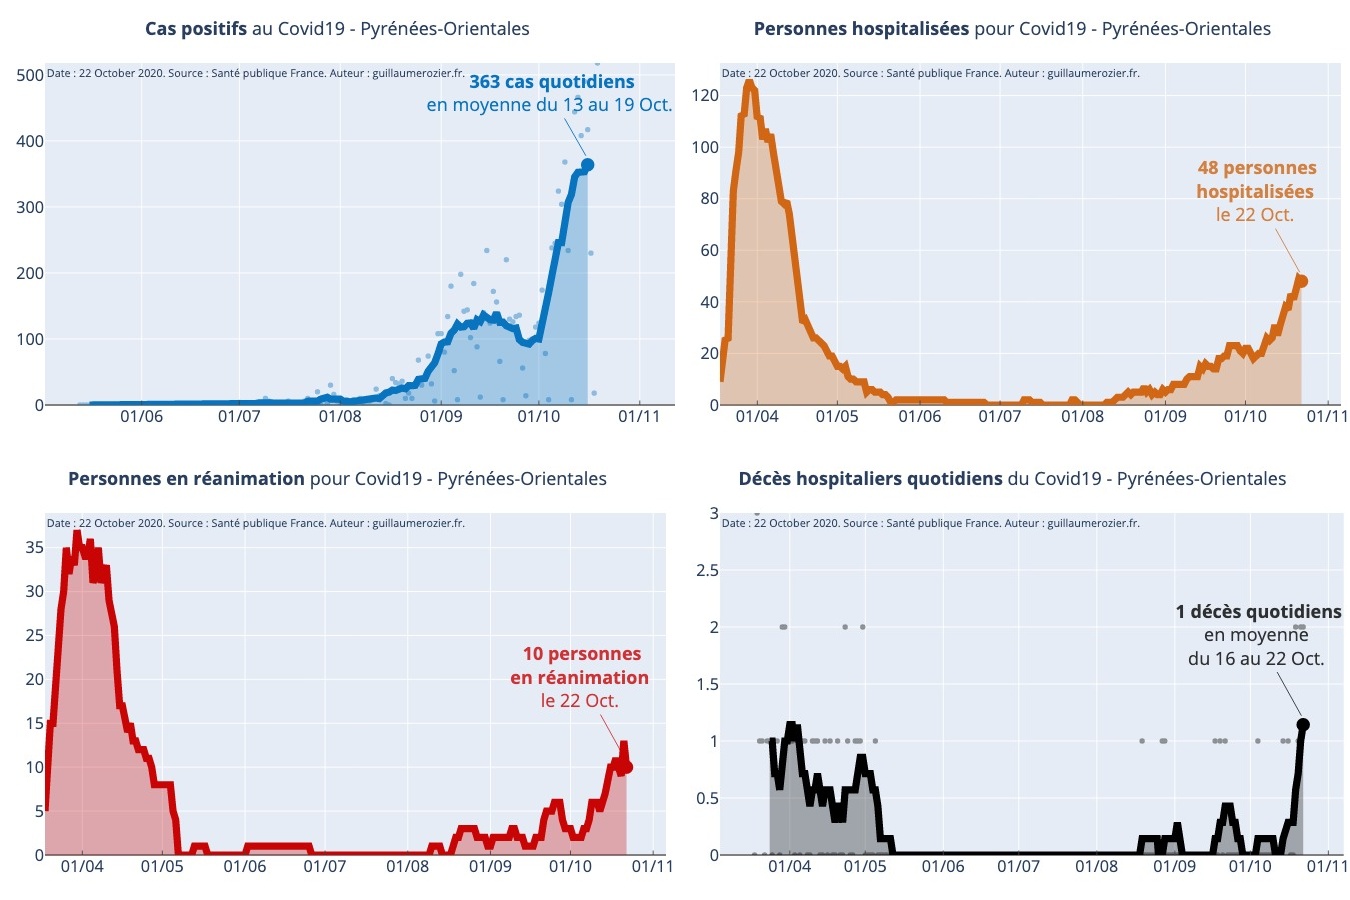 Cas positifs au Covid19 - Pyrénées-Orientales
Date : 22 October 2020. Source : Santé publique France. Auteur : guillaumerozier.fr.
363 cas quotidiens
en moyenne du 13 au 19 Oct.
500
400
300
200
100
0
01/06 01/07 01/08 01/09 01/10 01/11
Personnes hospitalisées pour Covid19 - Pyrénées-Orientales
Date : 22 October 2020. Source : Santé publique France. Auteur : guillaumerozier.fr.
48 personnes
hospitalisées
le 22 Oct.
120
100
80
60
40
20
0
01/04 01/05 01/06 01/07 01/08 01/09 01/10 01/11
Personnes en réanimation pour Covid19 - Pyrénées-Orientales
Date : 22 October 2020. Source : Santé publique France. Auteur : guillaumerozier.fr.
10 personnes
en réanimation
le 22 Oct.
35
30
25
20
15
10
5
0
01/04 01/05 01/06 01/07 01/08 01/09 01/10 01/11
Décès hospitaliers quotidiens du Covid19 - Pyrénées-Orientales
Date : 22 October 2020. Source : Santé publique France. Auteur : guillaumerozier.fr.
1 décès quotidiens
en moyenne
du 16 au 22 Oct.
3
2.5
2
1.5
1
0.5
0
01/04 01/05 01/06 01/07 01/08 01/09 01/10 01/11